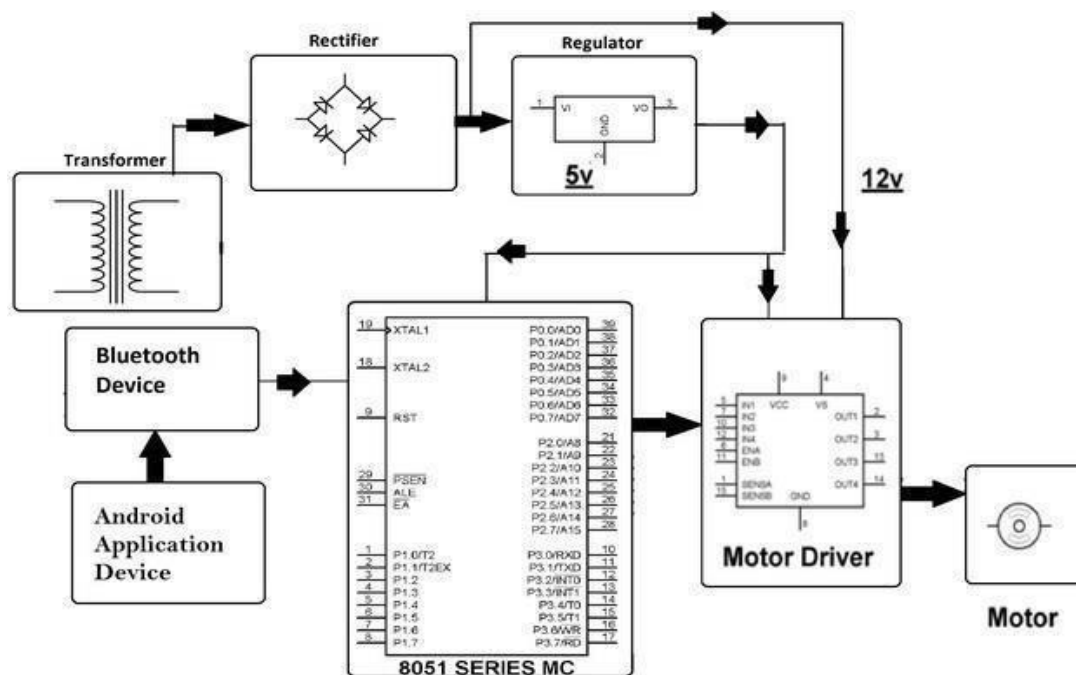 Rectifier
Regulator
1
VI
VO
3
GND
2
5v
12v
Transformer
Bluetooth
Device
Android
Application
Device
19
XTAL1
18
XTAL2
9
RST
29
PSEN
30
ALE
31
EA
1
P1.0/T2
2
P1.1/T2EX
3
P1.2
4
P1.3
5
P1.4
6
P1.5
7
P1.6
8
P1.7
P0.0/AD0
39
P0.1/AD1
38
P0.2/AD2
37
P0.3/AD3
36
P0.4/AD4
35
P0.5/AD5
34
P0.6/AD6
33
P0.7/AD7
32
P2.0/A8
21
P2.1/A9
22
P2.2/A10
23
P2.3/A11
24
P2.4/A12
25
P2.5/A13
26
P2.6/A14
27
P2.7/A15
28
P3.0/RXD
10
P3.1/TXD
11
P3.2/INT0
12
P3.3/INT1
13
P3.4/T0
14
P3.5/T1
15
P3.6/WR
16
P3.7/RD
17
8051 SERIES MC
9
4
VCC
VS
5
IN1
7
IN2
10
IN3
12
IN4
6
ENA
11
ENB
1
SENSA
15
SENSB
OUT1
2
OUT2
3
OUT3
13
OUT4
14
GND
8
Motor Driver
Motor